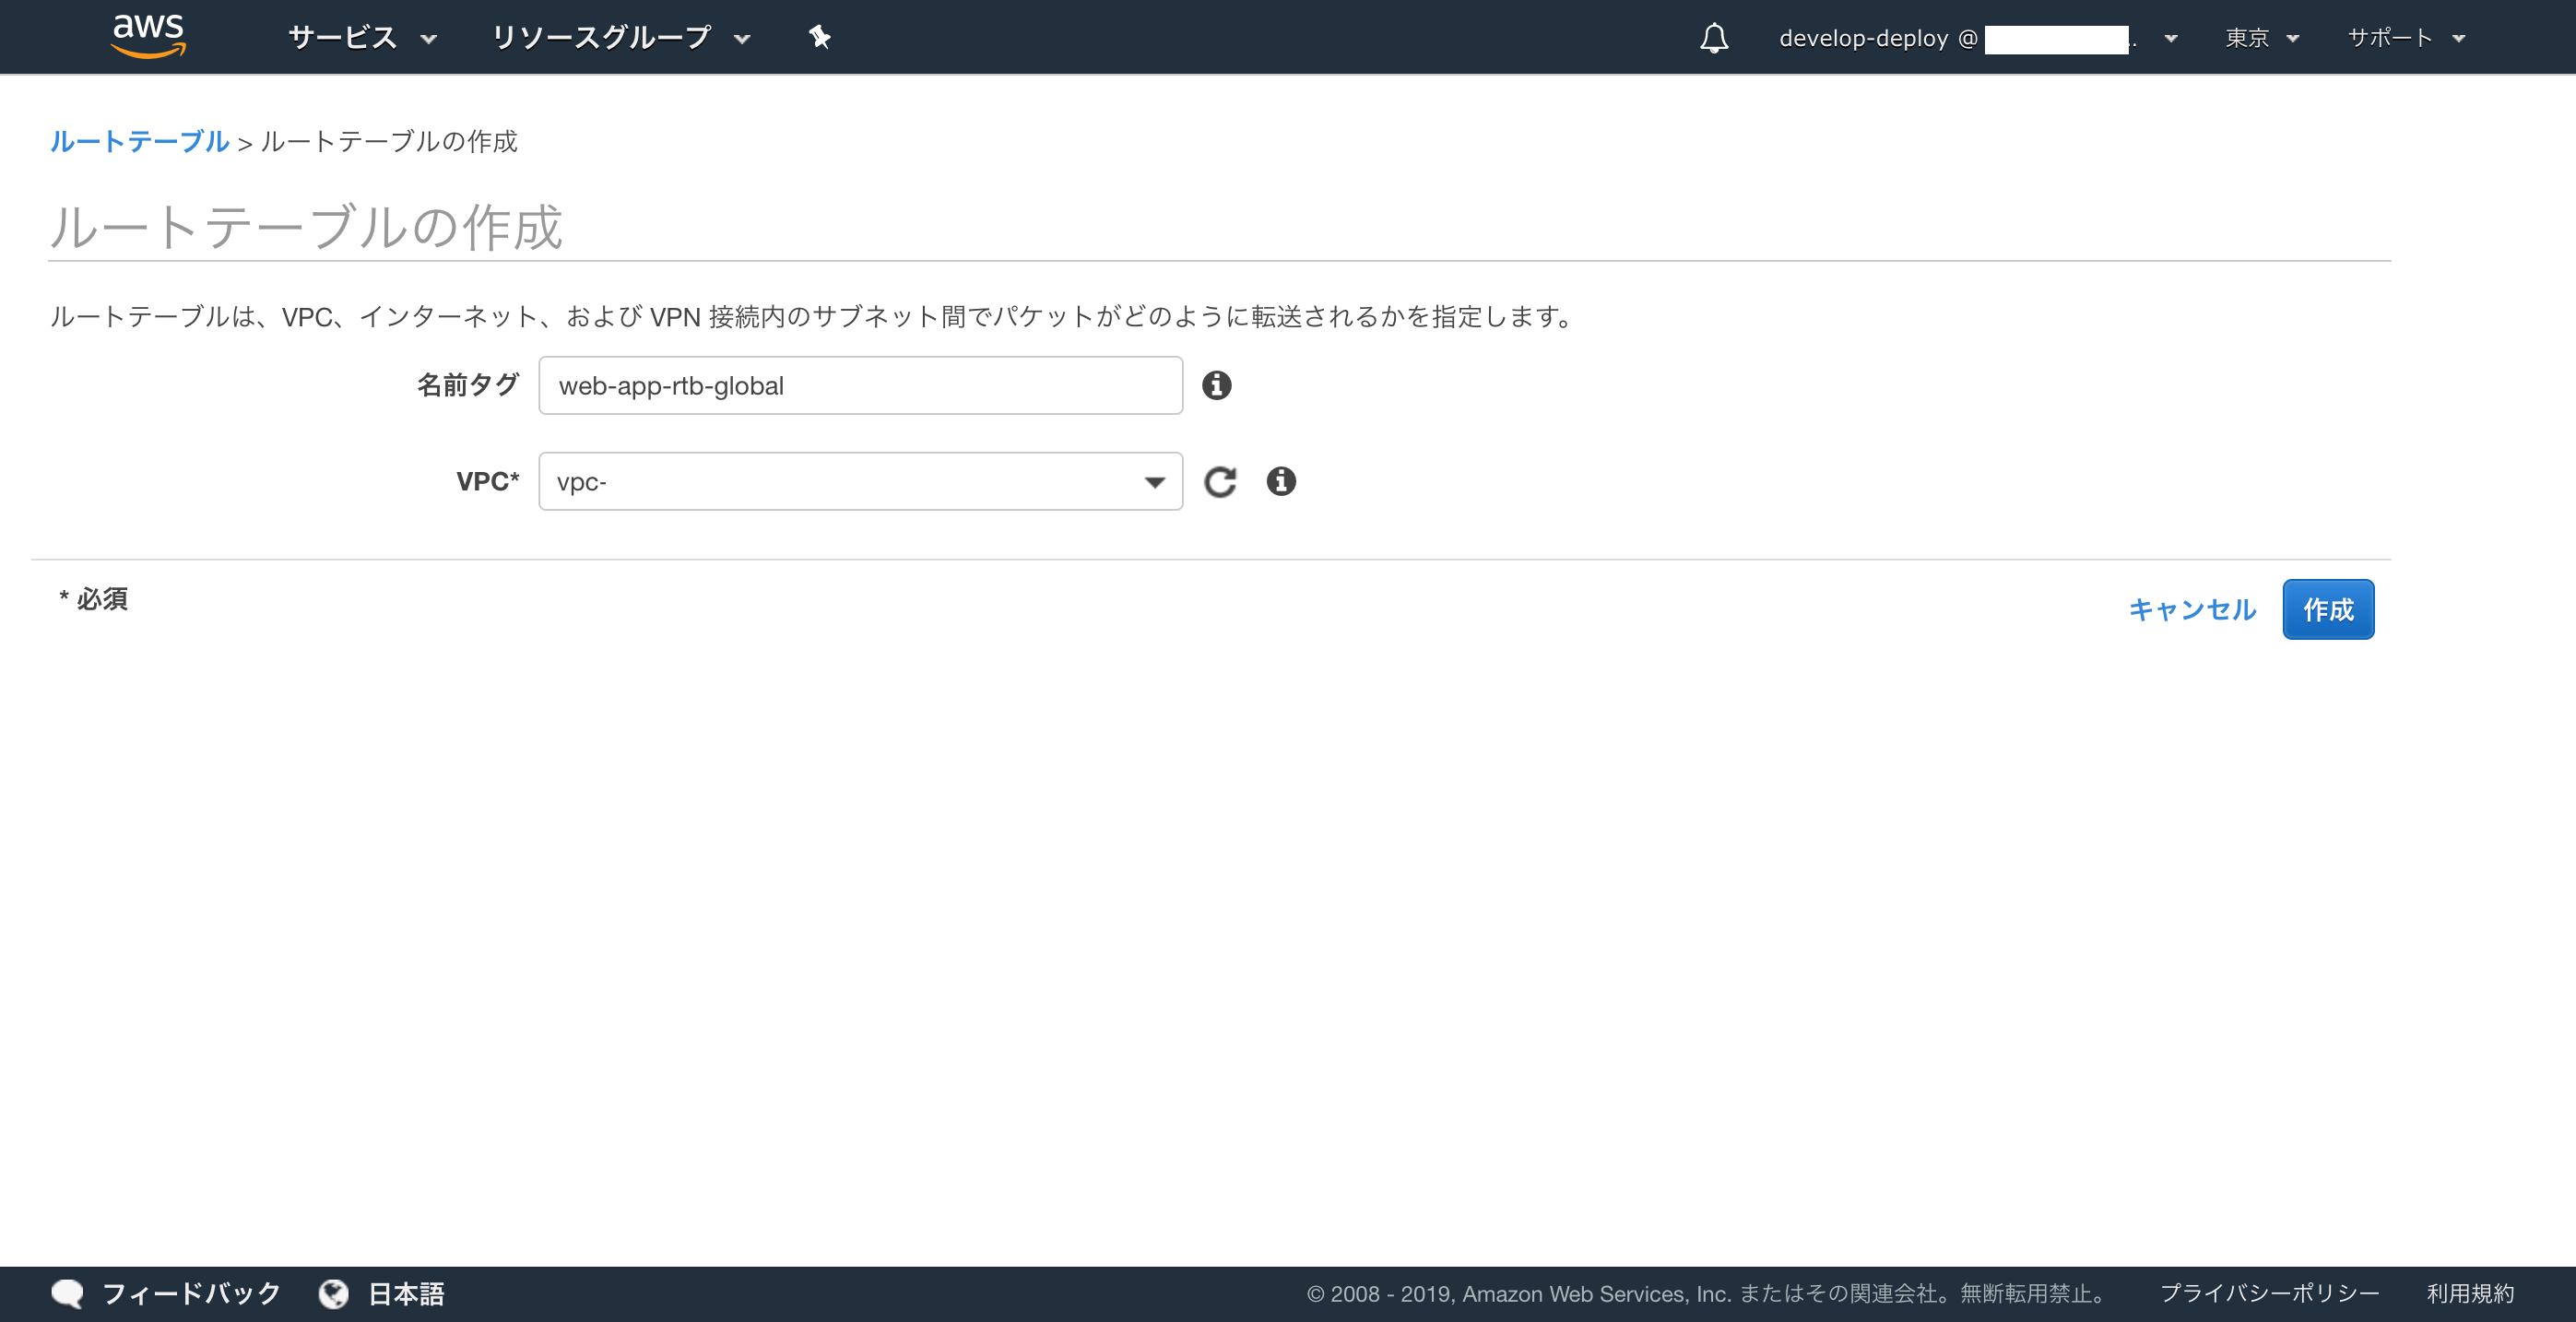 aws サービス リソースグループ develop-deploy @ 東京 サポート
ルートテーブル > ルートテーブルの作成
ルートテーブルの作成
ルートテーブルは、VPC、インターネット、および VPN 接続内のサブネット間でパケットがどのように転送されるかを指定します。
名前タグ web-app-rtb-global
VPC* vpc-
* 必須
キャンセル 作成
フィードバック 日本語 © 2008 - 2019, Amazon Web Services, Inc. またはその関連会社。無断転用禁止。 プライバシーポリシー 利用規約